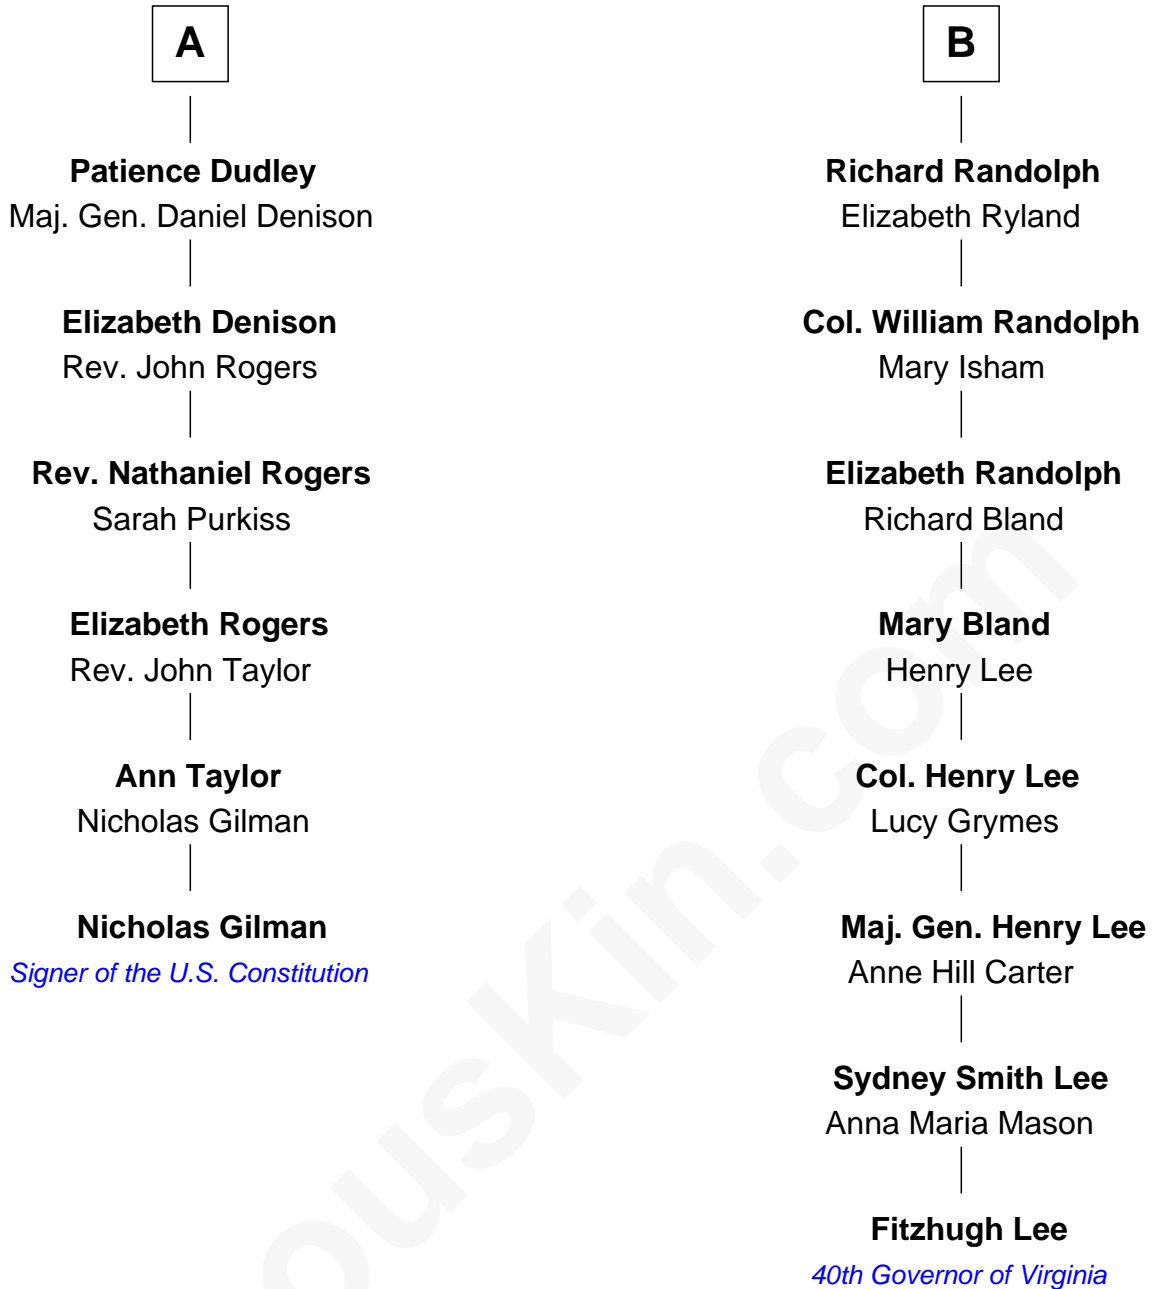 A
Patience Dudley
Maj. Gen. Daniel Denison
Elizabeth Denison
Rev. John Rogers
Rev. Nathaniel Rogers
Sarah Purkiss
Elizabeth Rogers
Rev. John Taylor
Ann Taylor
Nicholas Gilman
Nicholas Gilman
Signer of the U.S. Constitution
B
Richard Randolph
Elizabeth Ryland
Col. William Randolph
Mary Isham
Elizabeth Randolph
Richard Bland
Mary Bland
Henry Lee
Col. Henry Lee
Lucy Grymes
Maj. Gen. Henry Lee
Anne Hill Carter
Sydney Smith Lee
Anna Maria Mason
Fitzhugh Lee
40th Governor of Virginia
ousKin.com